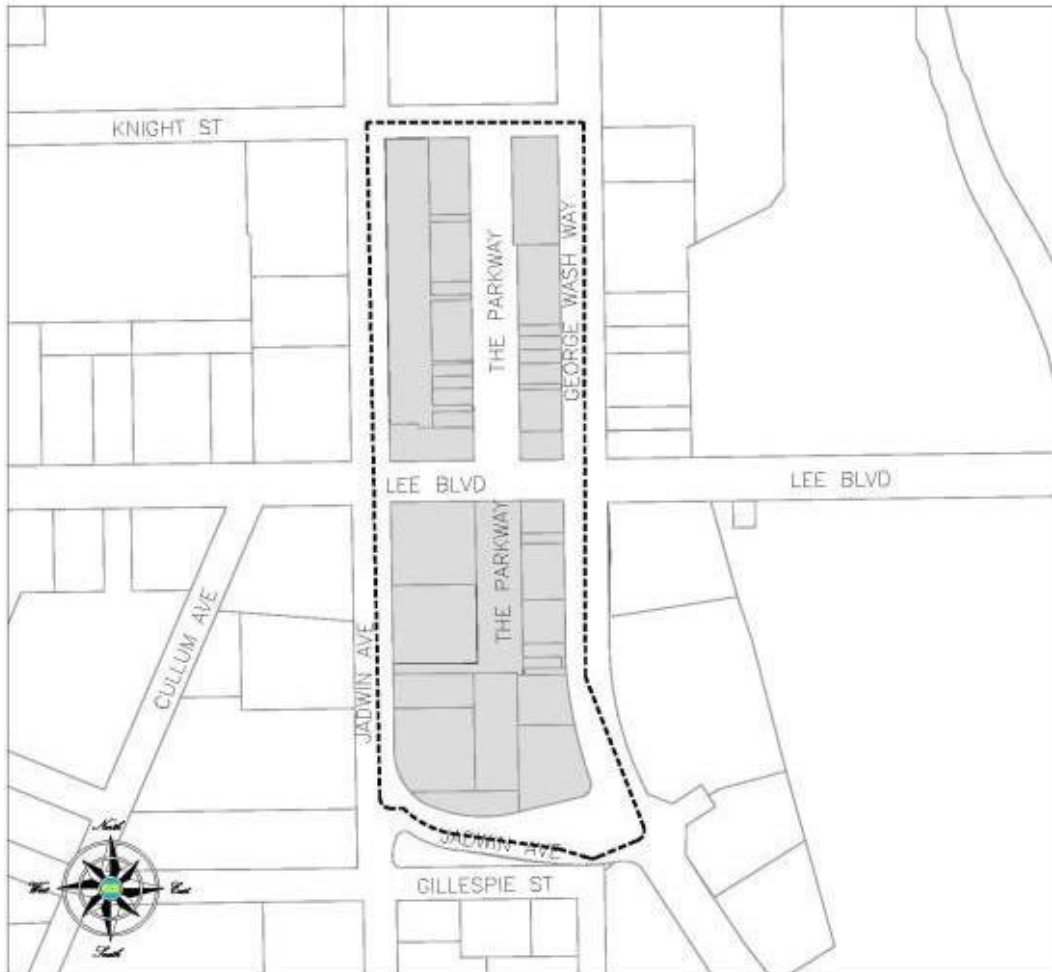 KNIGHT ST
THE PARKWAY
GEORGE WASH WAY
LEE BLVD
LEE BLVD
THE PARKWAY
CULLUM AVE
JADWIN AVE
North
West
East
South
JADWIN AVE
GILLESPIE ST